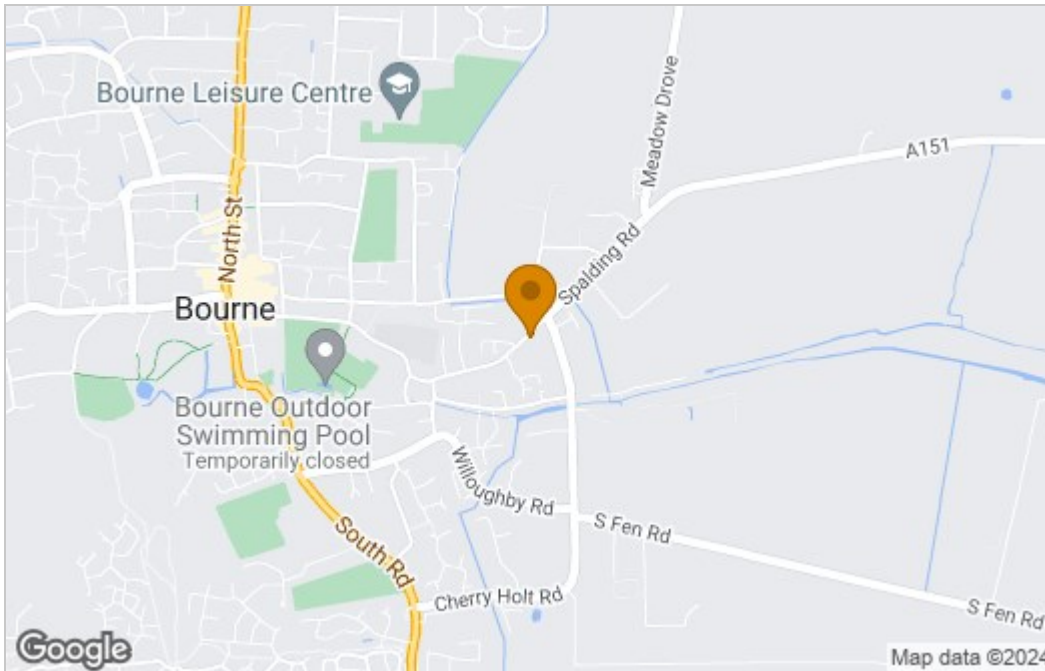 Bourne Leisure Centre
North St
Meadow Drove
A151
Spalding Rd
Bourne
Bourne Outdoor
Swimming Pool
Temporarily closed
Willoughby Rd
S Fen Rd
South Rd
Cherry Holt Rd
S Fen Rd
Google
Map data ©2024